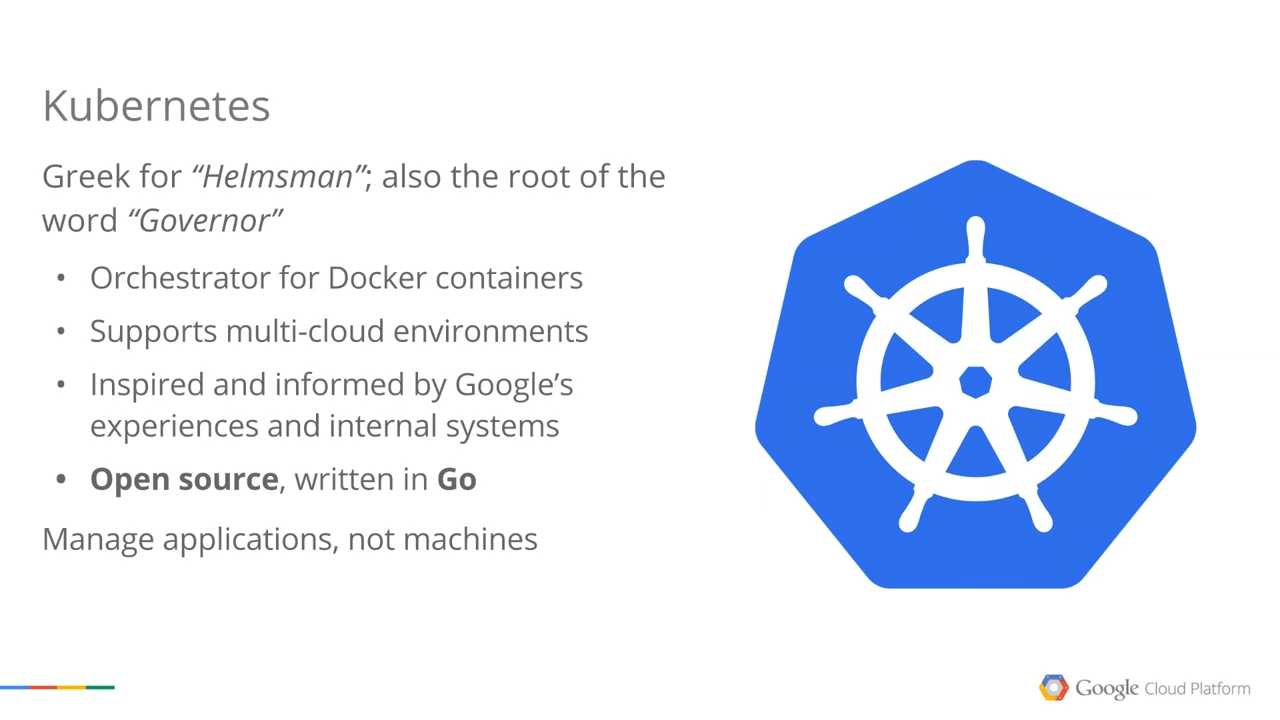 Kubernetes
Greek for “Helmsman”; also the root of the
word “Governor”
• Orchestrator for Docker containers
• Supports multi-cloud environments
• Inspired and informed by Google’s
experiences and internal systems
• Open source, written in Go
Manage applications, not machines
Google Cloud Platform